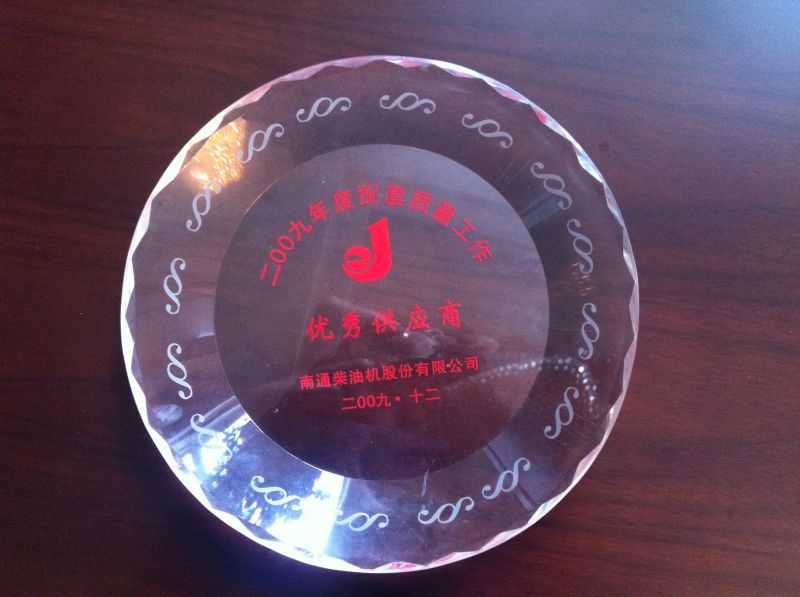 二00九年度配套质量工作
优秀供应商
南通柴油机股份有限公司
二00九·十二